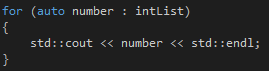 for (auto number : intList)
{
    std::cout << number << std::endl;
}